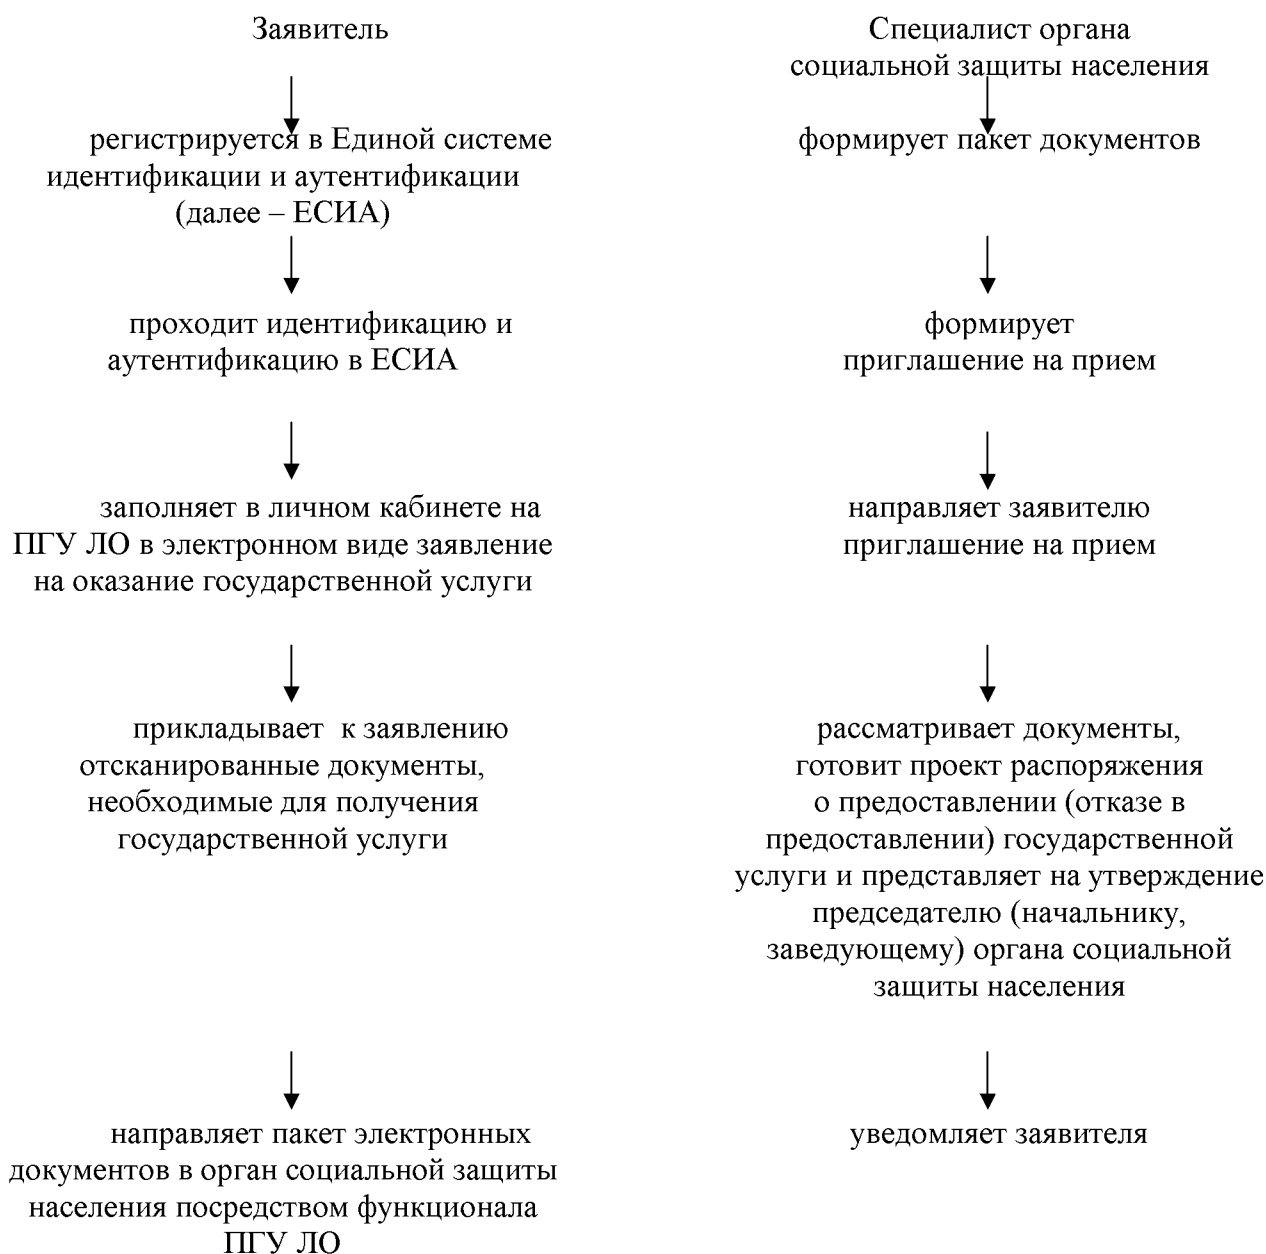 Заявитель
регистрируется в Единой системе
идентификации и аутентификации
(далее – ЕСИА)
проходит идентификацию и
аутентификацию в ЕСИА
заполняет в личном кабинете на
ПГУ ЛО в электронном виде заявление
на оказание государственной услуги
прикладывает к заявлению
отсканированные документы,
необходимые для получения
государственной услуги
направляет пакет электронных
документов в орган социальной защиты
населения посредством функционала
ПГУ ЛО
Специалист органа
социальной защиты населения
формирует пакет документов
формирует
приглашение на прием
направляет заявителю
приглашение на прием
рассматривает документы,
готовит проект распоряжения
о предоставлении (отказе в
предоставлении) государственной
услуги и представляет на утверждение
председателю (начальнику,
заведующему) органа социальной
защиты населения
уведомляет заявителя